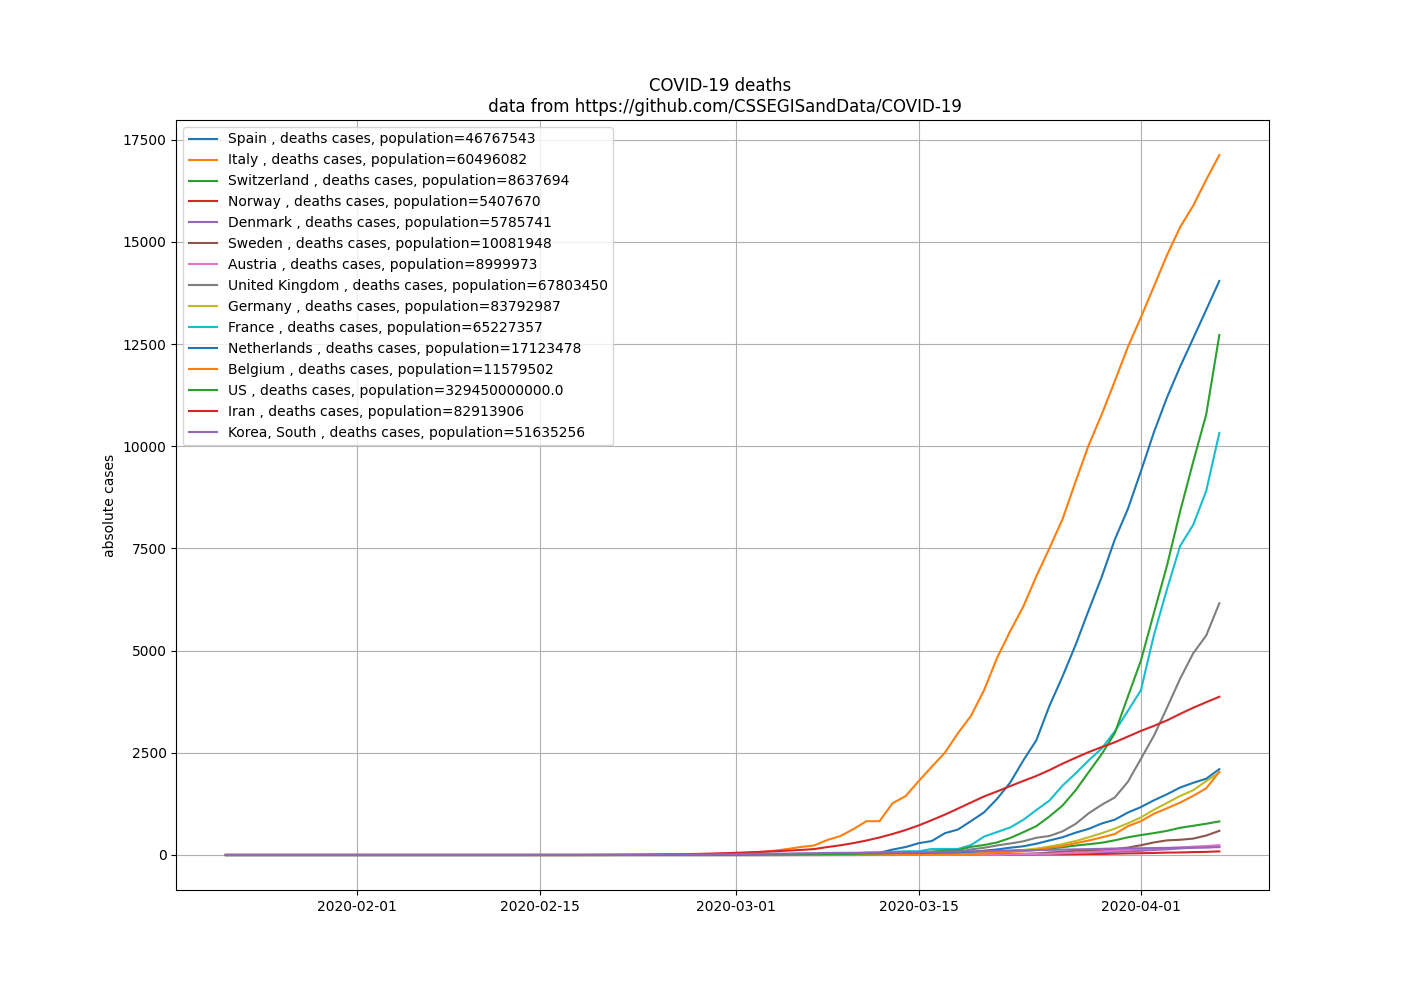 COVID-19 deaths
data from https://github.com/CSSEGISandData/COVID-19
17500
15000
12500
10000
7500
5000
2500
0
absolute cases
Spain , deaths cases, population=46767543
Italy , deaths cases, population=60496082
Switzerland , deaths cases, population=8637694
Norway , deaths cases, population=5407670
Denmark , deaths cases, population=5785741
Sweden , deaths cases, population=10081948
Austria , deaths cases, population=8999973
United Kingdom , deaths cases, population=67803450
Germany , deaths cases, population=83792987
France , deaths cases, population=65227357
Netherlands , deaths cases, population=17123478
Belgium , deaths cases, population=11579502
US , deaths cases, population=329450000000.0
Iran , deaths cases, population=82913906
Korea, South , deaths cases, population=51635256
2020-02-01 2020-02-15 2020-03-01 2020-03-15 2020-04-01